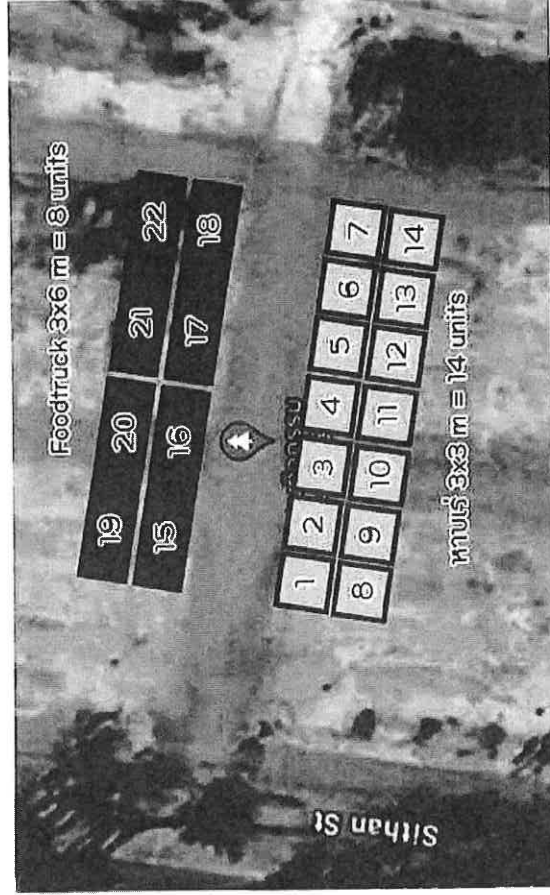 Foodtruck 3x6 m = 8 units
19 20 21 22
15 16 17 18
1 2 3 4 5 6 7
8 9 10 11 12 13 14
หาบเร่ 3x3 m = 14 units
Sithan St